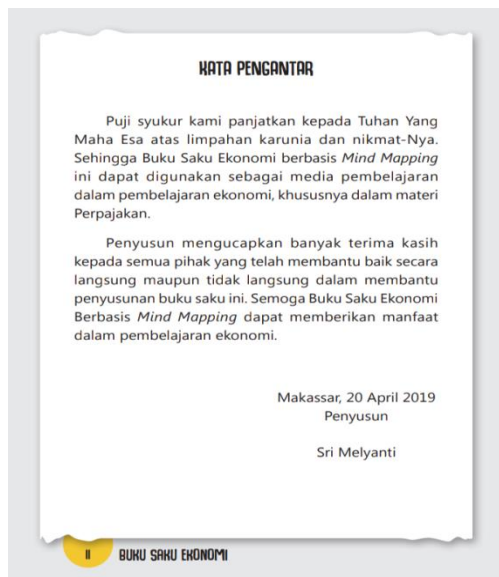 KATA PENGANTAR
Puji syukur kami panjatkan kepada Tuhan Yang
Maha Esa atas limpahan karunia dan nikmat-Nya.
Sehingga Buku Saku Ekonomi berbasis Mind Mapping
ini dapat digunakan sebagai media pembelajaran
dalam pembelajaran ekonomi, khususnya dalam materi
Perpajakan.
Penyusun mengucapkan banyak terima kasih
kepada semua pihak yang telah membantu baik secara
langsung maupun tidak langsung dalam membantu
penyusunan buku saku ini. Semoga Buku Saku Ekonomi
Berbasis Mind Mapping dapat memberikan manfaat
dalam pembelajaran ekonomi.
Makassar, 20 April 2019
Penyusun
Sri Melyanti
II BUKU SAKU EKONOMI